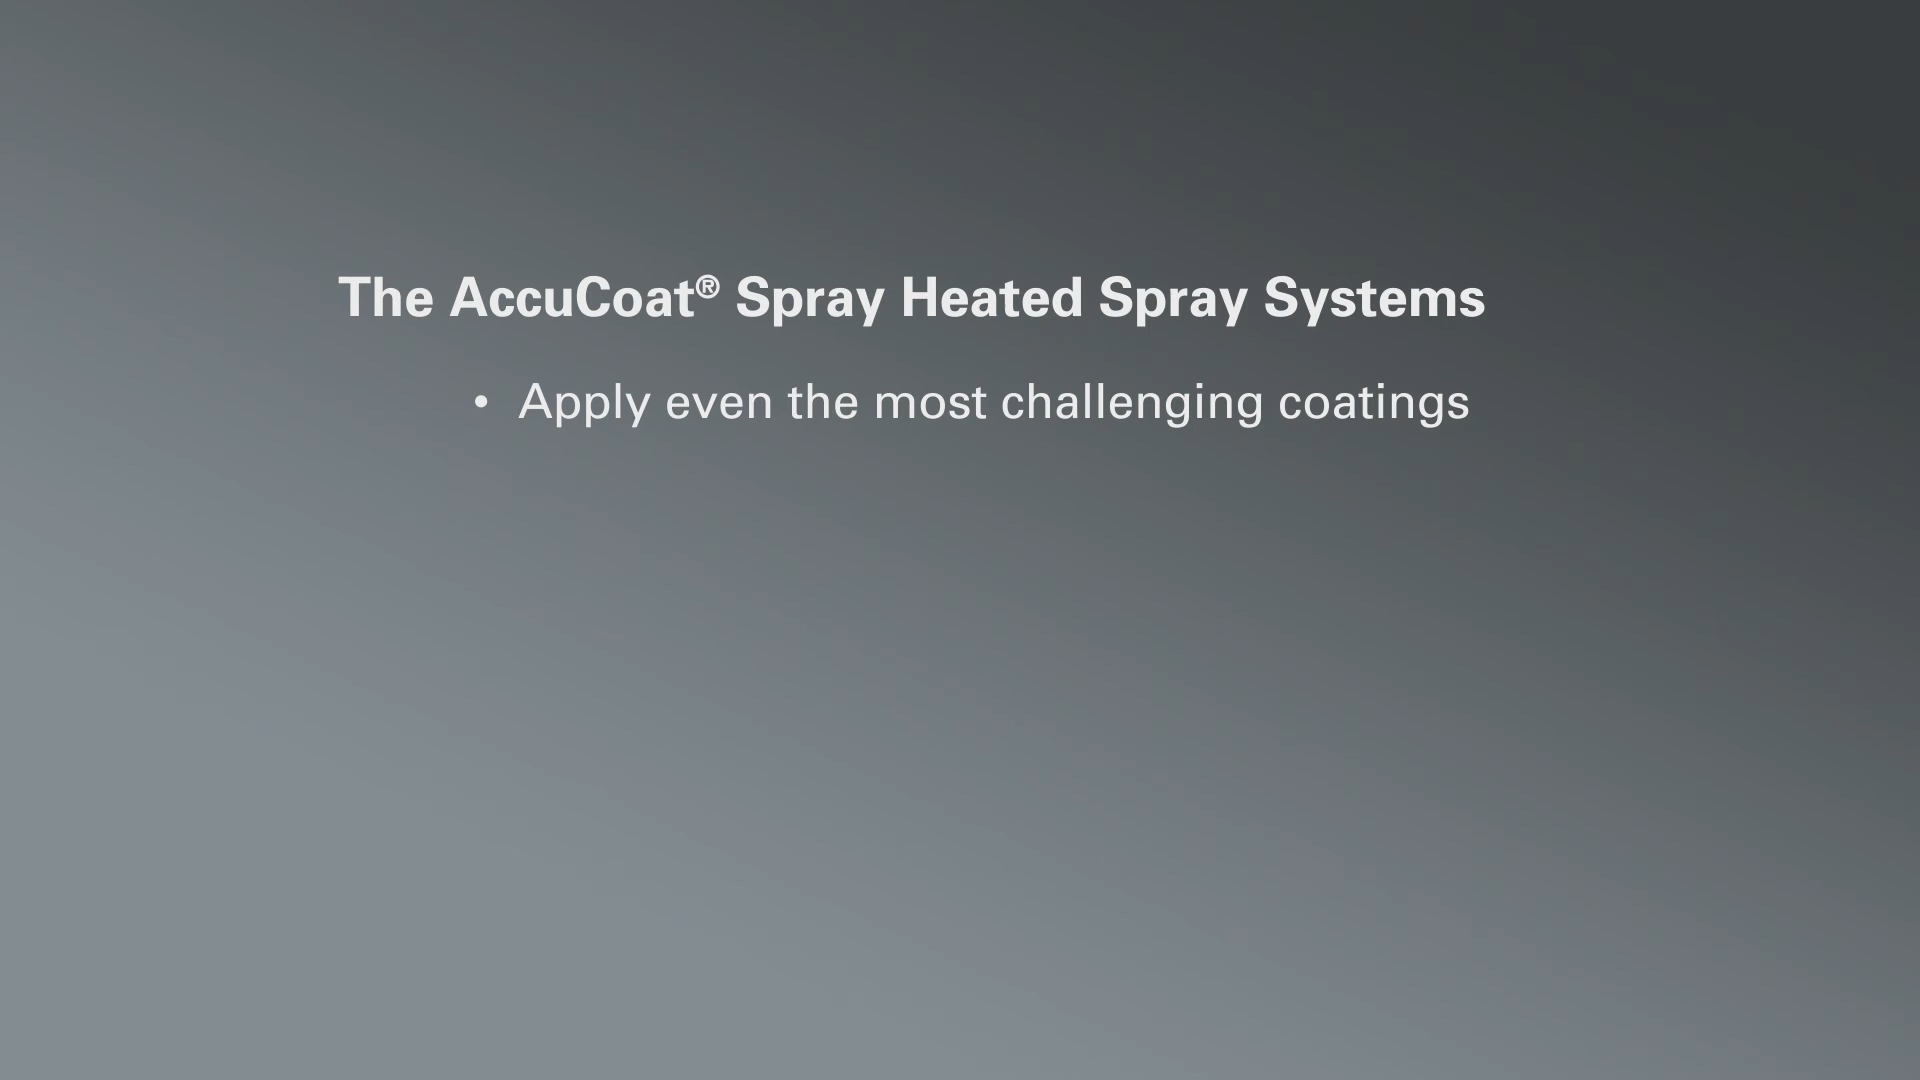 The AccuCoat® Spray Heated Spray Systems
• Apply even the most challenging coatings